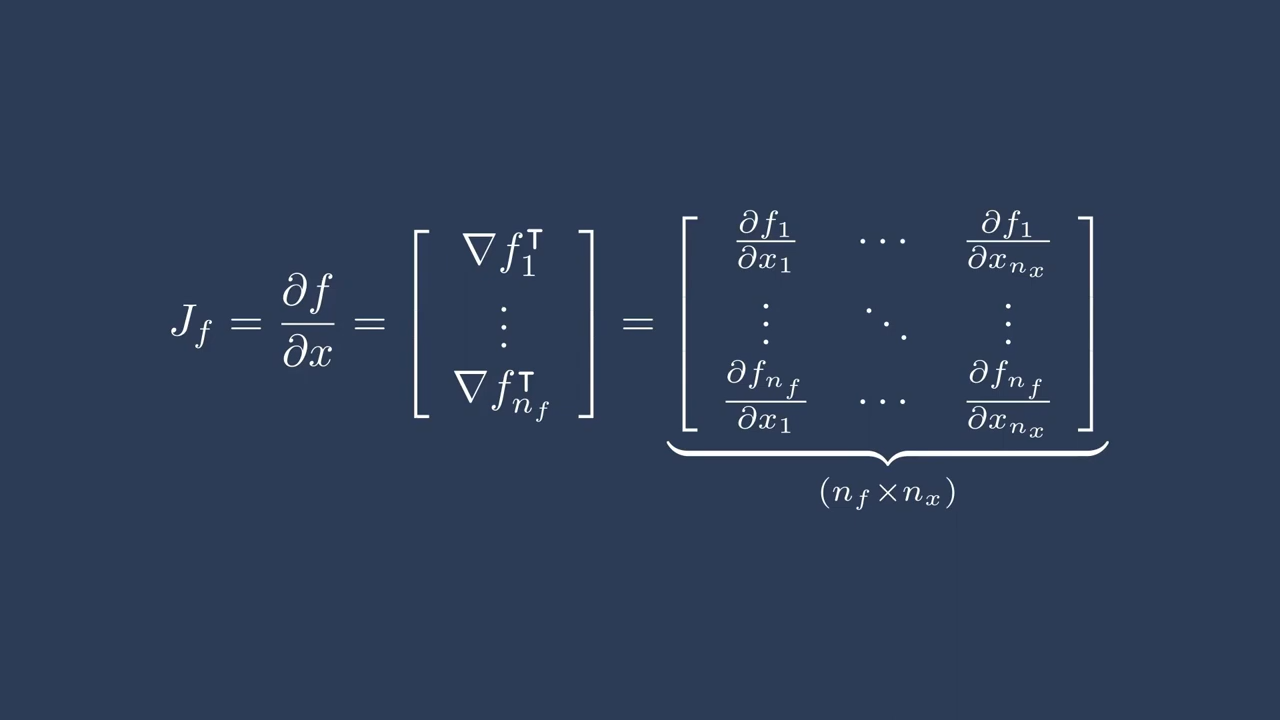 J_f = ∂f/∂x = [ ∇f_1^⊤ ⋮ ∇f_{n_f}^⊤ ] = [ ∂f_1/∂x_1 ⋯ ∂f_1/∂x_{n_x} ⋮ ⋱ ⋮ ∂f_{n_f}/∂x_1 ⋯ ∂f_{n_f}/∂x_{n_x} ]
(n_f × n_x)